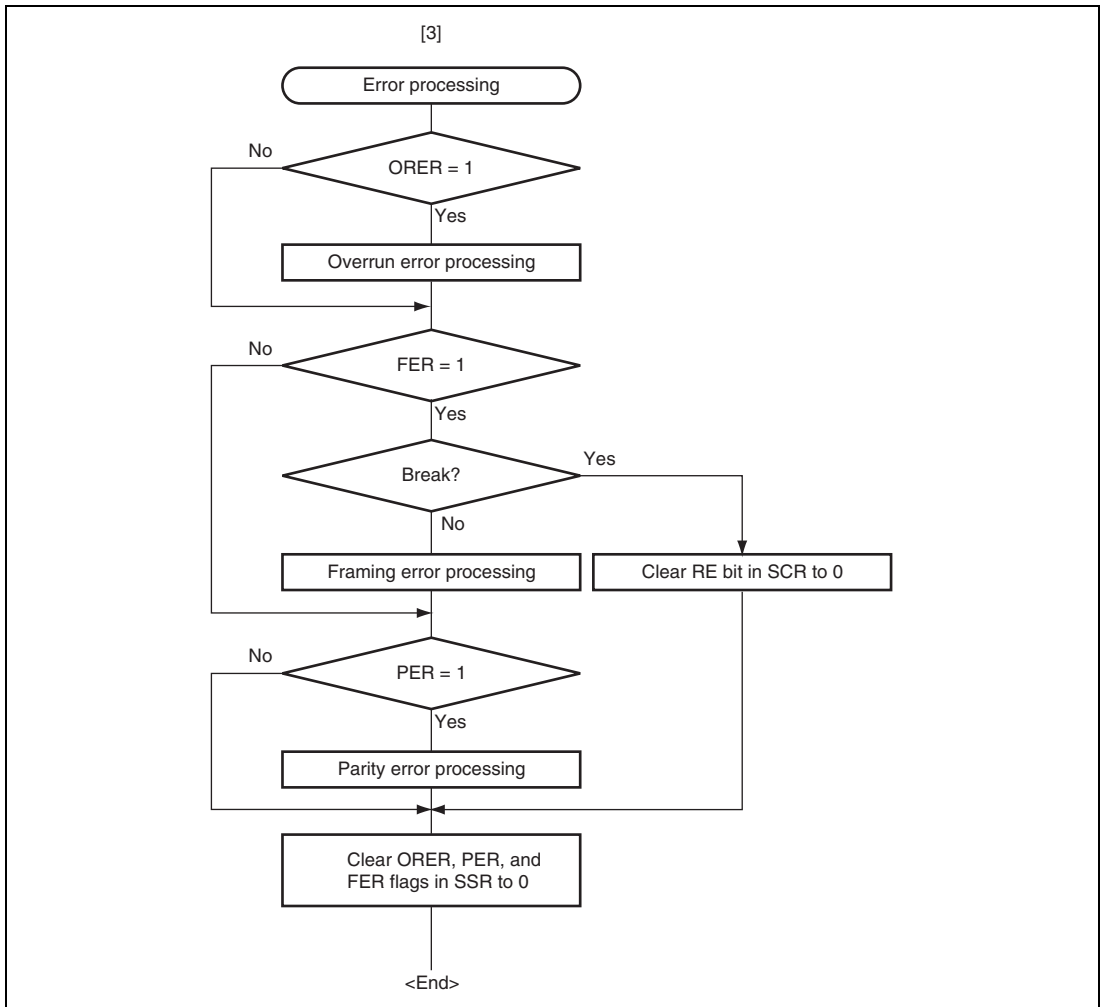 [3]
Error processing
No
ORER = 1
Yes
Overrun error processing
No
FER = 1
Yes
Yes
Break?
No
Framing error processing
Clear RE bit in SCR to 0
No
PER = 1
Yes
Parity error processing
Clear ORER, PER, and
FER flags in SSR to 0
<End>